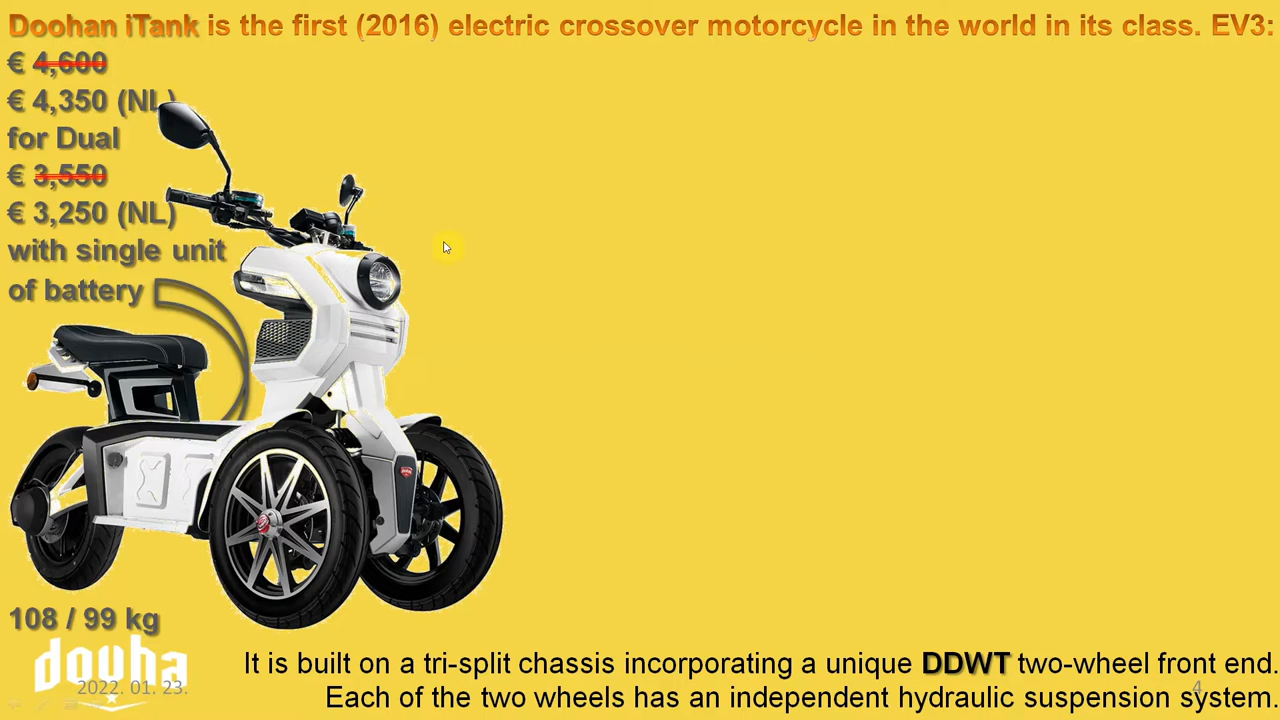 Doohan iTank is the first (2016) electric crossover motorcycle in the world in its class. EV3:
€ 4,600
€ 4,350 (NL)
for Dual
€ 3,550
€ 3,250 (NL)
with single unit
of battery
108 / 99 kg
douha
2022. 01. 23.
It is built on a tri-split chassis incorporating a unique DDWT two-wheel front end.
Each of the two wheels has an independent hydraulic suspension system.
4